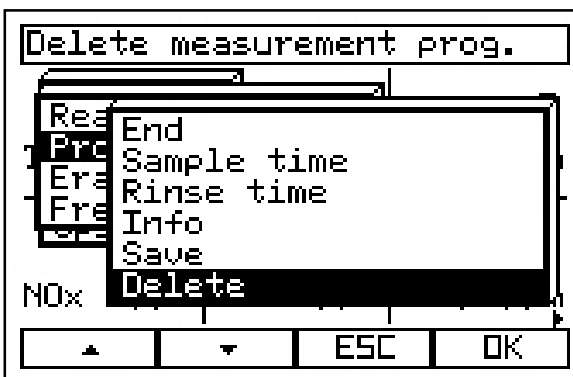 Delete measurement prog.
End
Sample time
Rinse time
Info
Save
Delete
NOx
ESC
OK